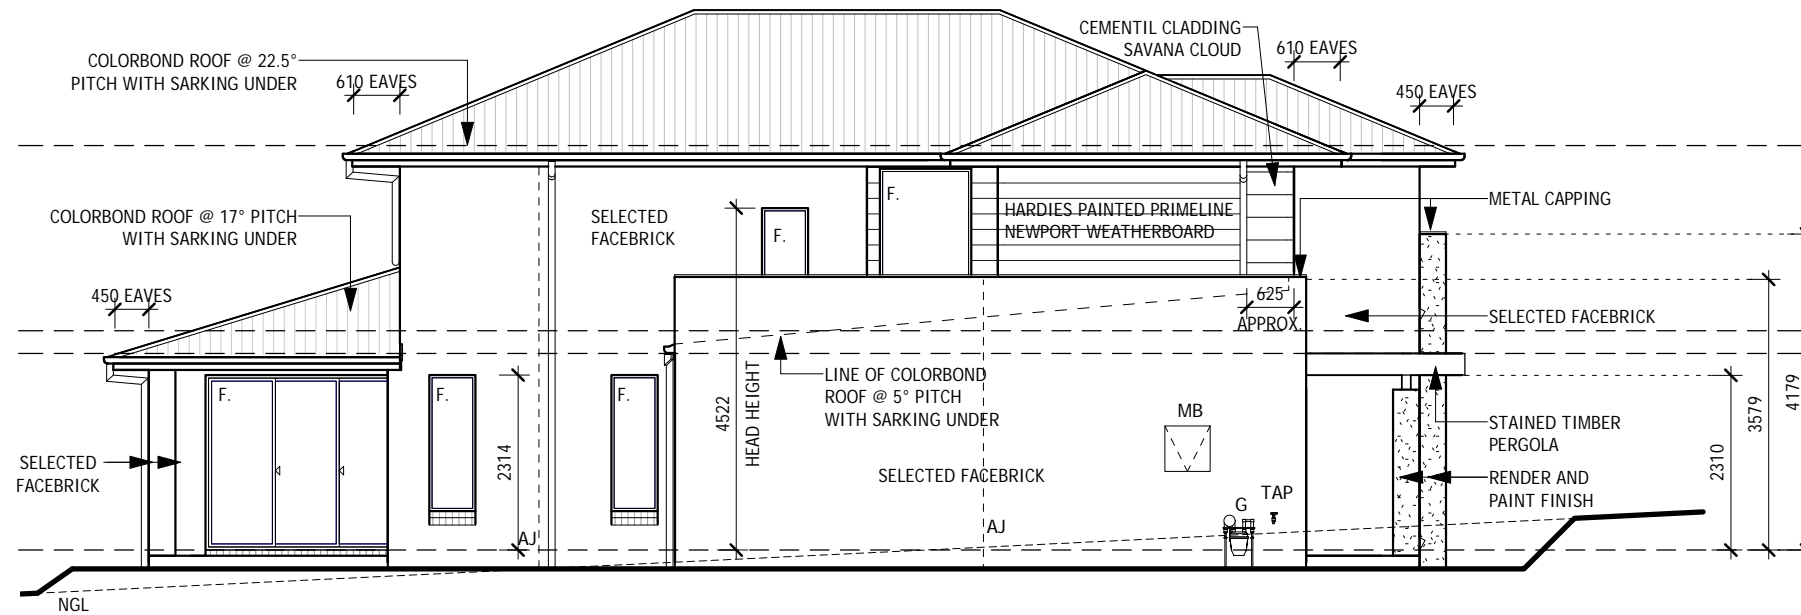 COLORBOND ROOF @ 22.5°
PITCH WITH SARKING UNDER
610 EAVES
CEMENTIL CLADDING
SAVANA CLOUD
610 EAVES
450 EAVES
COLORBOND ROOF @ 17° PITCH
WITH SARKING UNDER
SELECTED
FACEBRICK
F.
F.
HARDIES PAINTED PRIMELINE
NEWPORT WEATHERBOARD
METAL CAPPING
450 EAVES
625
APPROX.
SELECTED FACEBRICK
F.
F.
F.
4522
HEAD HEIGHT
LINE OF COLORBOND
ROOF @ 5° PITCH
WITH SARKING UNDER
MB
STAINED TIMBER
PERGOLA
2314
2310
3579
4179
SELECTED
FACEBRICK
SELECTED FACEBRICK
RENDER AND
PAINT FINISH
G
TAP
AJ
AJ
NGL